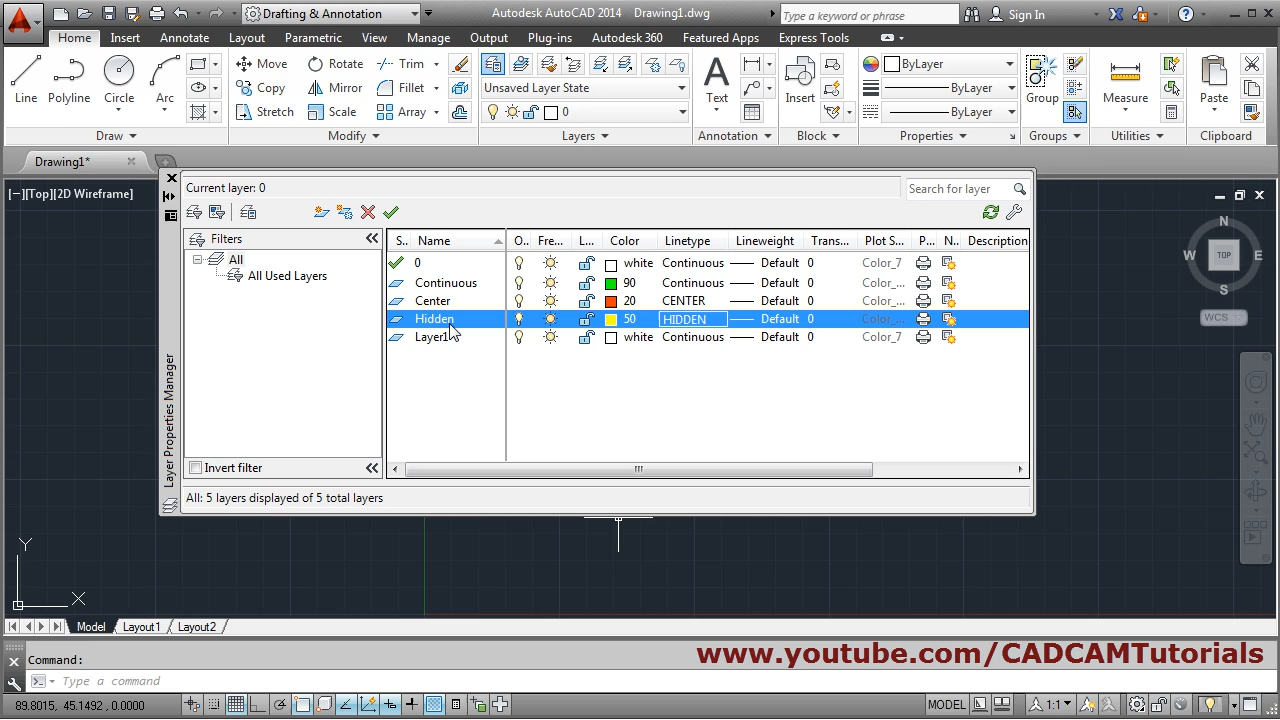 Drafting & Annotation
Autodesk AutoCAD 2014 Drawing1.dwg
Type a keyword or phrase
Sign In
Home Insert Annotate Layout Parametric View Manage Output Plug-ins Autodesk 360 Featured Apps Express Tools
Line Polyline Circle Arc
Move Rotate Trim
Copy Mirror Fillet
Stretch Scale Array
Unsaved Layer State
0
Text
Insert
ByLayer
ByLayer
ByLayer
Group
Measure
Paste
Draw Modify Layers Annotation Block Properties Groups Utilities Clipboard
Drawing1*
[−][Top][2D Wireframe]
Current layer: 0
Search for layer
Filters
All
All Used Layers
Invert filter
S.. Name O.. Fre... L... Color Linetype Lineweight Trans... Plot S... P... N.. Description
0 white Continuous Default 0 Color_7
Continuous 90 Continuous Default 0 Color_...
Center 20 CENTER Default 0 Color_...
Hidden 50 HIDDEN Default 0 Color_...
Layer1 white Continuous Default 0 Color_7
All: 5 layers displayed of 5 total layers
Layer Properties Manager
N
W TOP E
S
WCS
Y
X
Model Layout1 Layout2
Command:
Type a command
www.youtube.com/CADCAMTutorials
89.8015, 45.1492, 0.0000
MODEL
1:1